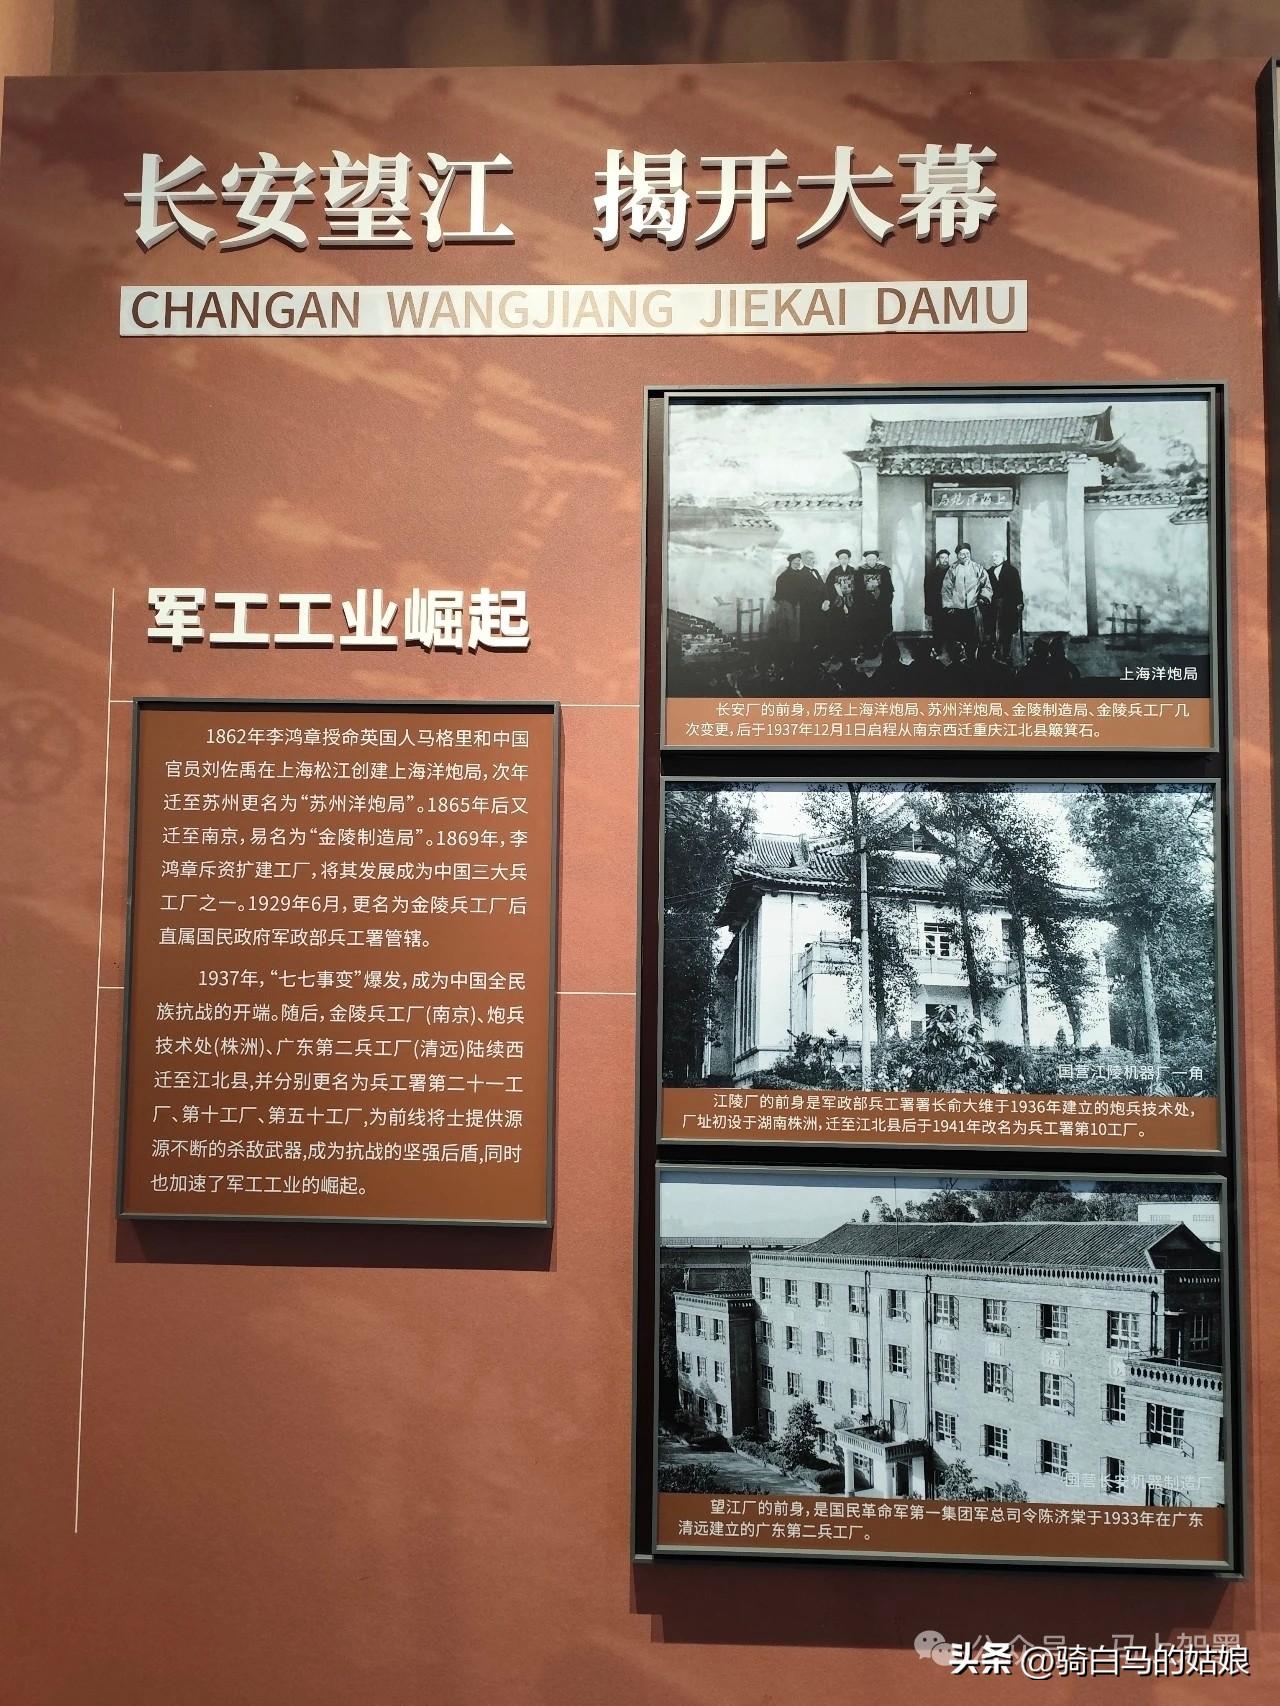 长安望江 揭开大幕
CHANGAN WANGJIANG JIEKAI DAMU
军工工业崛起
1862年李鸿章授命英国人马格里和中国
官员刘佐禹在上海松江创建上海洋炮局，次年
迁至苏州更名为“苏州洋炮局”。1865年后又
迁至南京，易名为“金陵制造局”。1869年，李
鸿章斥资扩建工厂，将其发展成为中国三大兵
工厂之一。1929年6月，更名为金陵兵工厂后
直属国民政府军政部兵工署管辖。
1937年，“七七事变”爆发，成为中国全民
族抗战的开端。随后，金陵兵工厂(南京)、炮兵
技术处(株洲)、广东第二兵工厂(清远)陆续西
迁至江北县,并分别更名为兵工署第二十一工
厂、第十工厂、第五十工厂,为前线将士提供源
源不断的杀敌武器,成为抗战的坚强后盾,同时
也加速了军工工业的崛起。
局炮洋海上
上海洋炮局
长安厂的前身，历经上海洋炮局、苏州洋炮局、金陵制造局、金陵兵工厂几
次变更，后于1937年12月1日启程从南京西迁重庆江北县簸箕石。
国营江陵机器厂一角
江陵厂的前身是军政部兵工署署长俞大维于1936年建立的炮兵技术处，
厂址初设于湖南株洲，迁至江北县后于1941年改名为兵工署第10工厂。
国营长安机器制造厂
望江厂的前身，是国民革命军第一集团军总司令陈济棠于1933年在广东
清远建立的广东第二兵工厂。
公众号·马上加墨
头条 @骑白马的姑娘